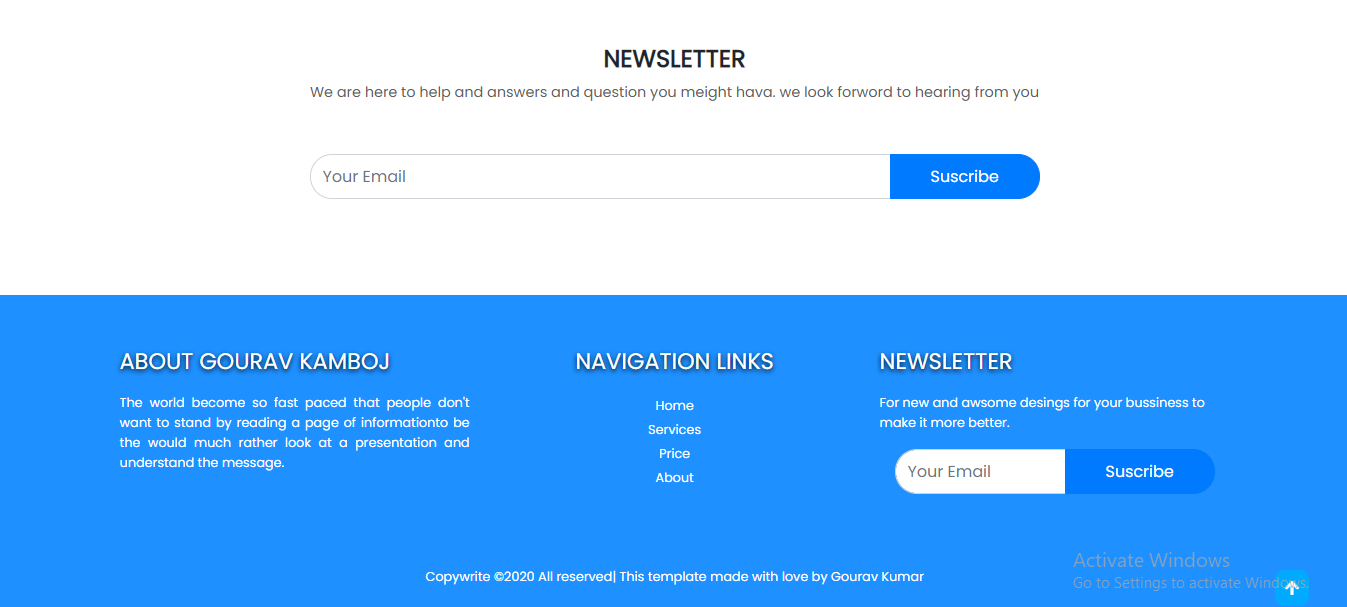 NEWSLETTER
We are here to help and answers and question you meight hava. we look forword to hearing from you
Your Email
Suscribe
ABOUT GOURAV KAMBOJ
The world become so fast paced that people don't
want to stand by reading a page of informationto be
the would much rather look at a presentation and
understand the message.
NAVIGATION LINKS
Home
Services
Price
About
NEWSLETTER
For new and awsome desings for your bussiness to
make it more better.
Your Email
Suscribe
Copywrite ©2020 All reserved| This template made with love by Gourav Kumar
Activate Windows
Go to Settings to activate Windows.